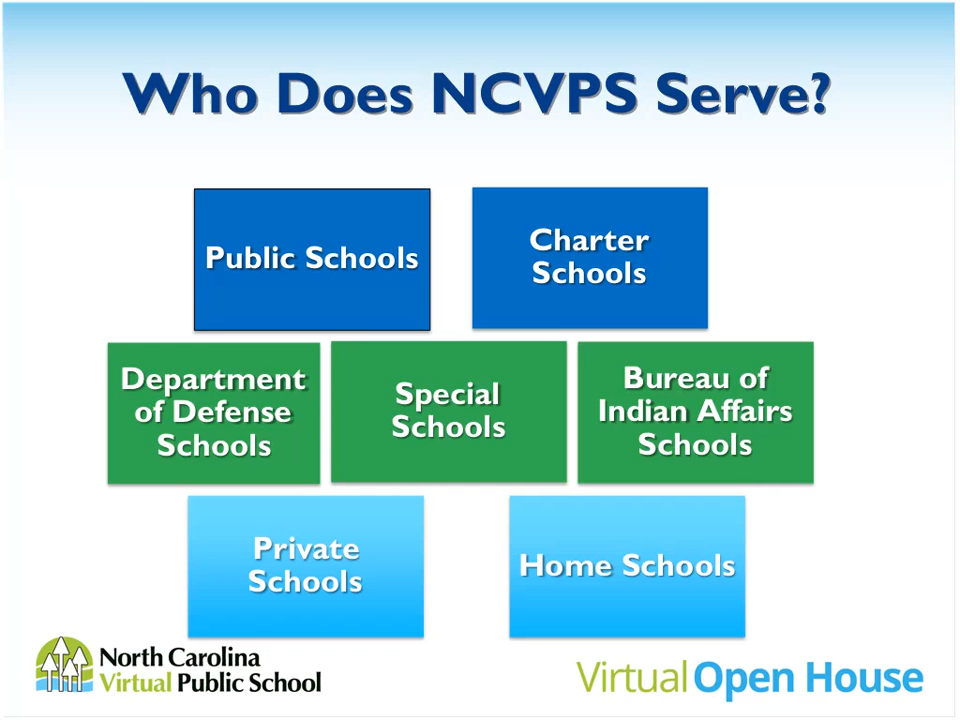 Who Does NCVPS Serve?
Public Schools
Charter
Schools
Department
of Defense
Schools
Special
Schools
Bureau of
Indian Affairs
Schools
Private
Schools
Home Schools
North Carolina
Virtual Public School
Virtual Open House